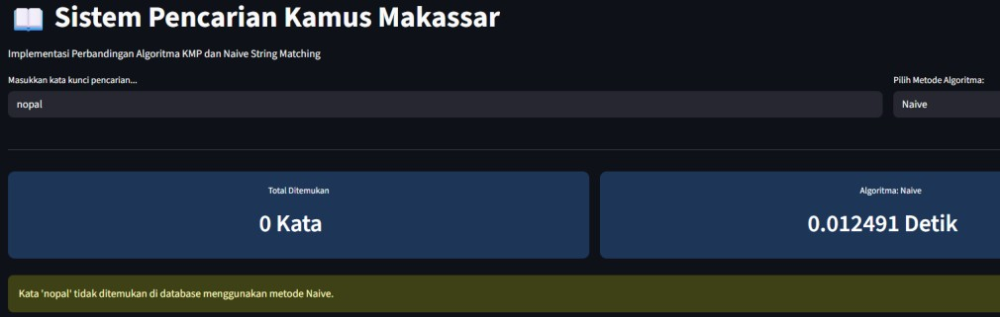 Sistem Pencarian Kamus Makassar
Implementasi Perbandingan Algoritma KMP dan Naive String Matching
Masukkan kata kunci pencarian...
Pilih Metode Algoritma:
nopal
Naive
Total Ditemukan
Algoritma: Naive
0 Kata
0.012491 Detik
Kata 'nopal' tidak ditemukan di database menggunakan metode Naive.